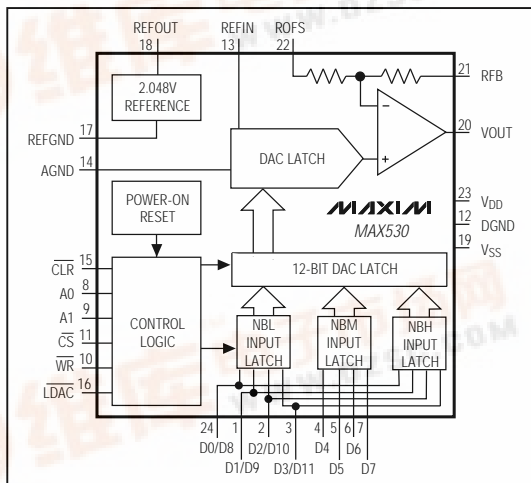 REFOUT REFIN ROFS
18 13 22
21 RFB
2.048V
REFERENCE
17
REFGND
20 VOUT
14
AGND
DAC LATCH
POWER-ON
RESET
23 VDD
MAXIM
MAX530
12 DGND
19 VSS
CLR 15
12-BIT DAC LATCH
A0 8
A1 9
CS 11
WR 10
LDAC 16
CONTROL
LOGIC
NBL
INPUT
LATCH
NBM
INPUT
LATCH
NBH
INPUT
LATCH
24 1 2 3 4 5 6 7
D0/D8 D2/D10 D4 D6
D1/D9 D3/D11 D5 D7